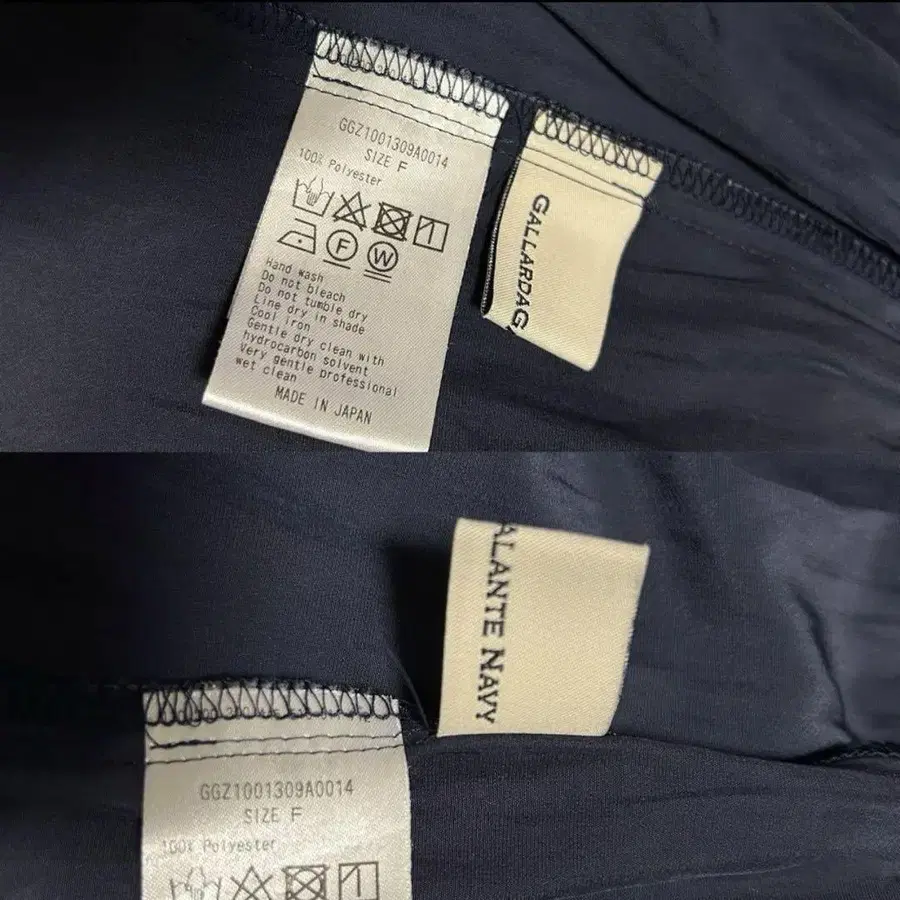 GGZ1001309A0014
SIZE F
100% Polyester
F W
Hand wash
Do not bleach
Do not tumble dry
Line dry in shade
Cool iron
Gentle dry clean with
hydrocarbon solvent
Very gentle professional
wet clean
MADE IN JAPAN
GALLARDAG
ALANTE NAVY
GGZ1001309A0014
SIZE F
100% Polyester